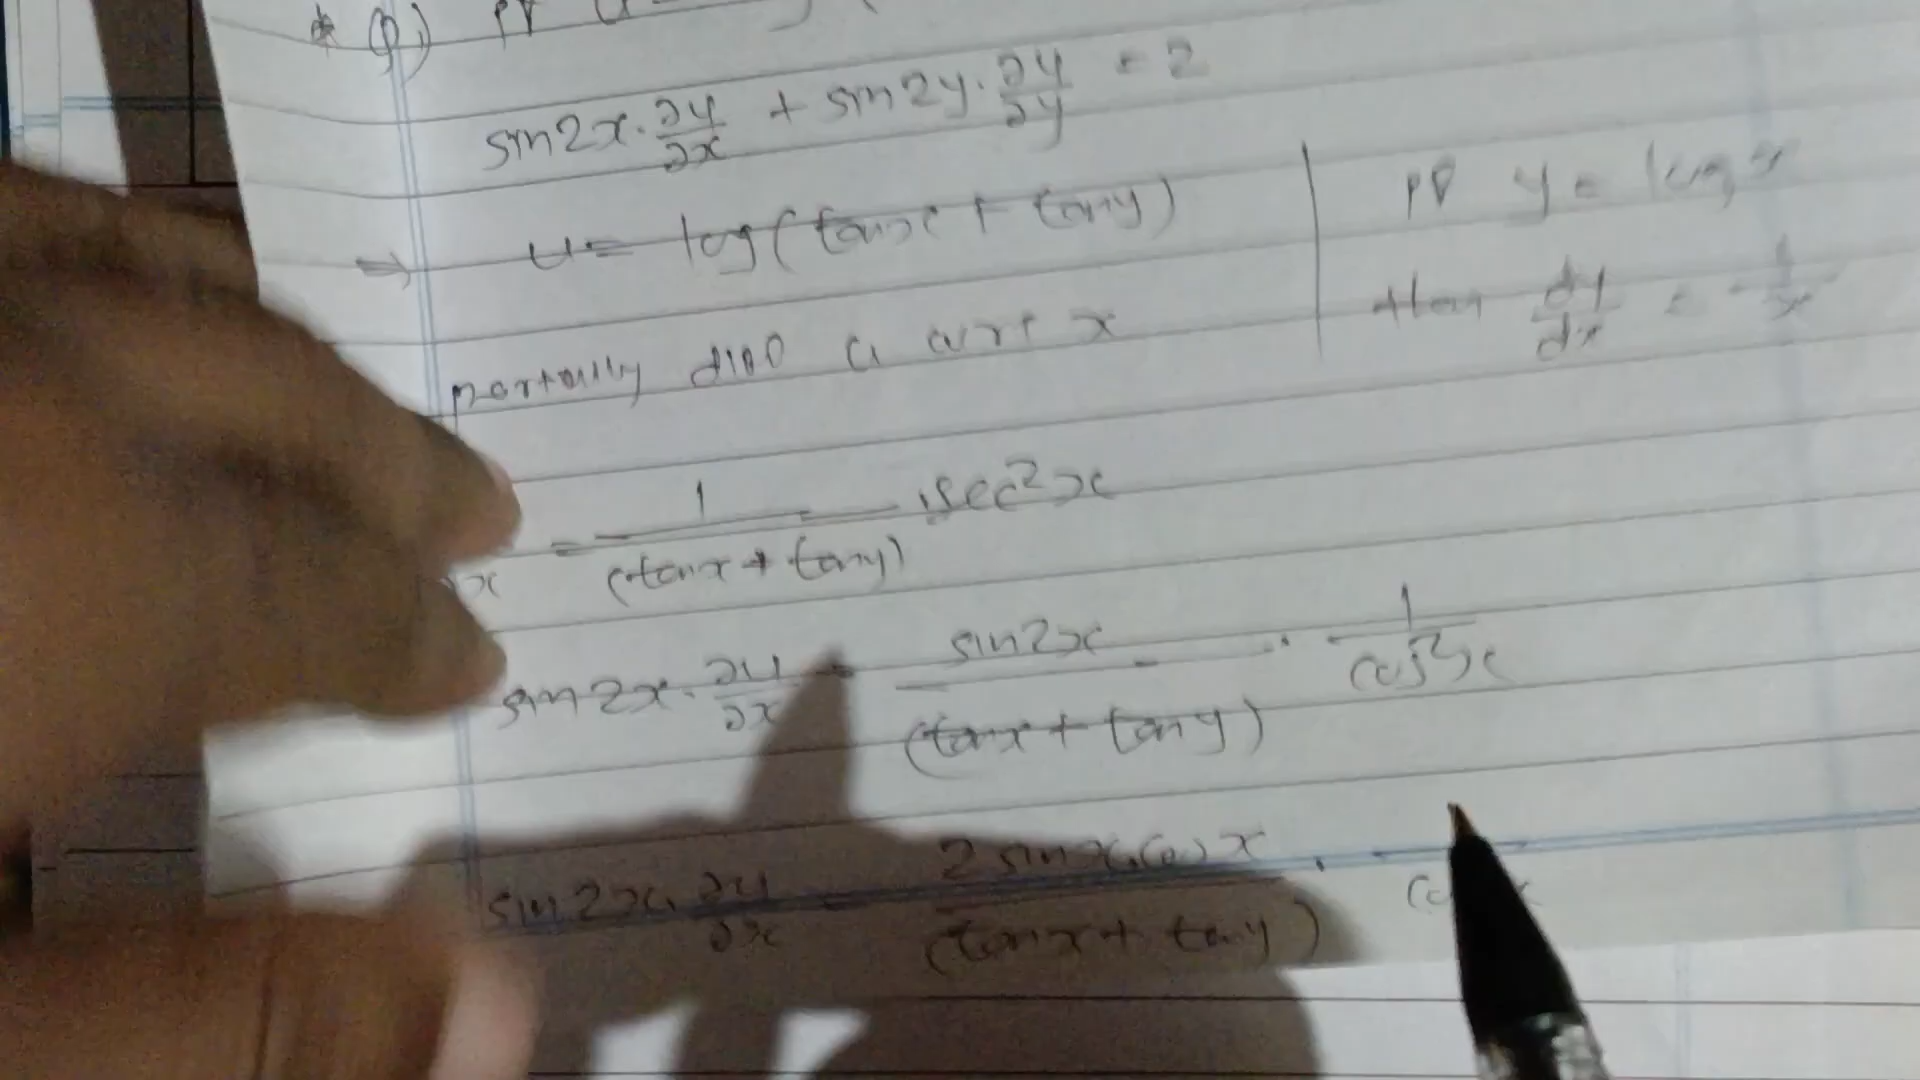 * Q)
sin2x. ∂u/∂x + sin2y. ∂u/∂y = 2
→ u = log(tanx + tany)
If y = log x
then dy/dx = 1/x
partially diff u wrt x
x = 1/(tanx + tany) . sec²x
sin2x. ∂u/∂x = sin2x/(tanx + tany) . 1/cos²x
sin2x. ∂u/∂x = 2 sinx.cosx/(tanx + tany) .